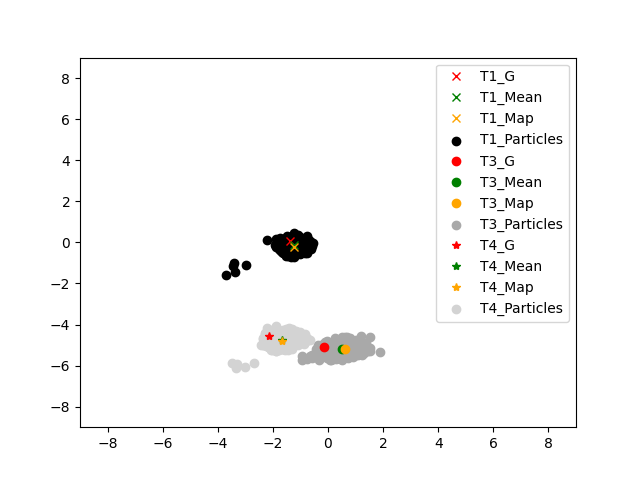 8
6
4
2
0
−2
−4
−6
−8
−8 −6 −4 −2 0 2 4 6 8
T1_G
T1_Mean
T1_Map
T1_Particles
T3_G
T3_Mean
T3_Map
T3_Particles
T4_G
T4_Mean
T4_Map
T4_Particles